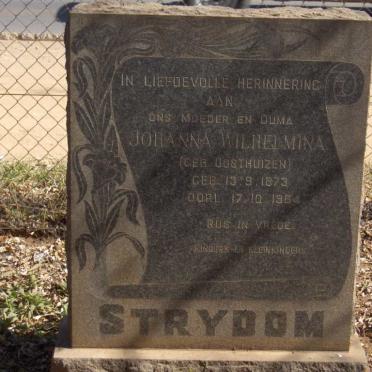 IN LIEFDEVOLLE HERINNERING
AAN
ONS MOEDER EN OUMA
JOHANNA WILHELMINA
(GEB. OOSTHUIZEN)
GEB. 13·9·1873
OORL. 17·10·1964
RUS IN VREDE
KINDERS EN KLEINKINDERS
STRYDOM